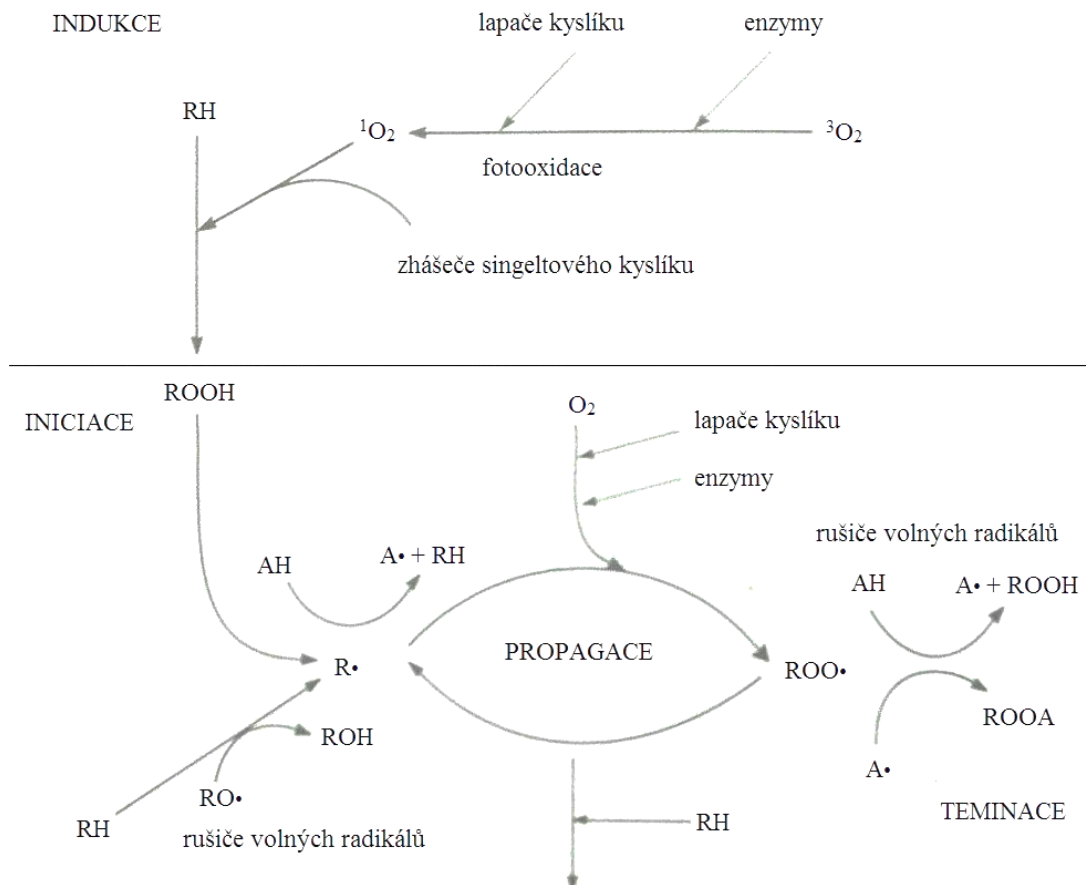 INDUKCE
lapače kyslíku
enzymy
RH
¹O₂
³O₂
fotooxidace
zhášeče singeltového kyslíku
ROOH
INICIACE
O₂
lapače kyslíku
enzymy
rušiče volných radikálů
AH
A• + RH
AH
A• + ROOH
PROPAGACE
R•
ROO•
ROH
ROOA
RO•
A•
RH
rušiče volných radikálů
RH
TEMINACE